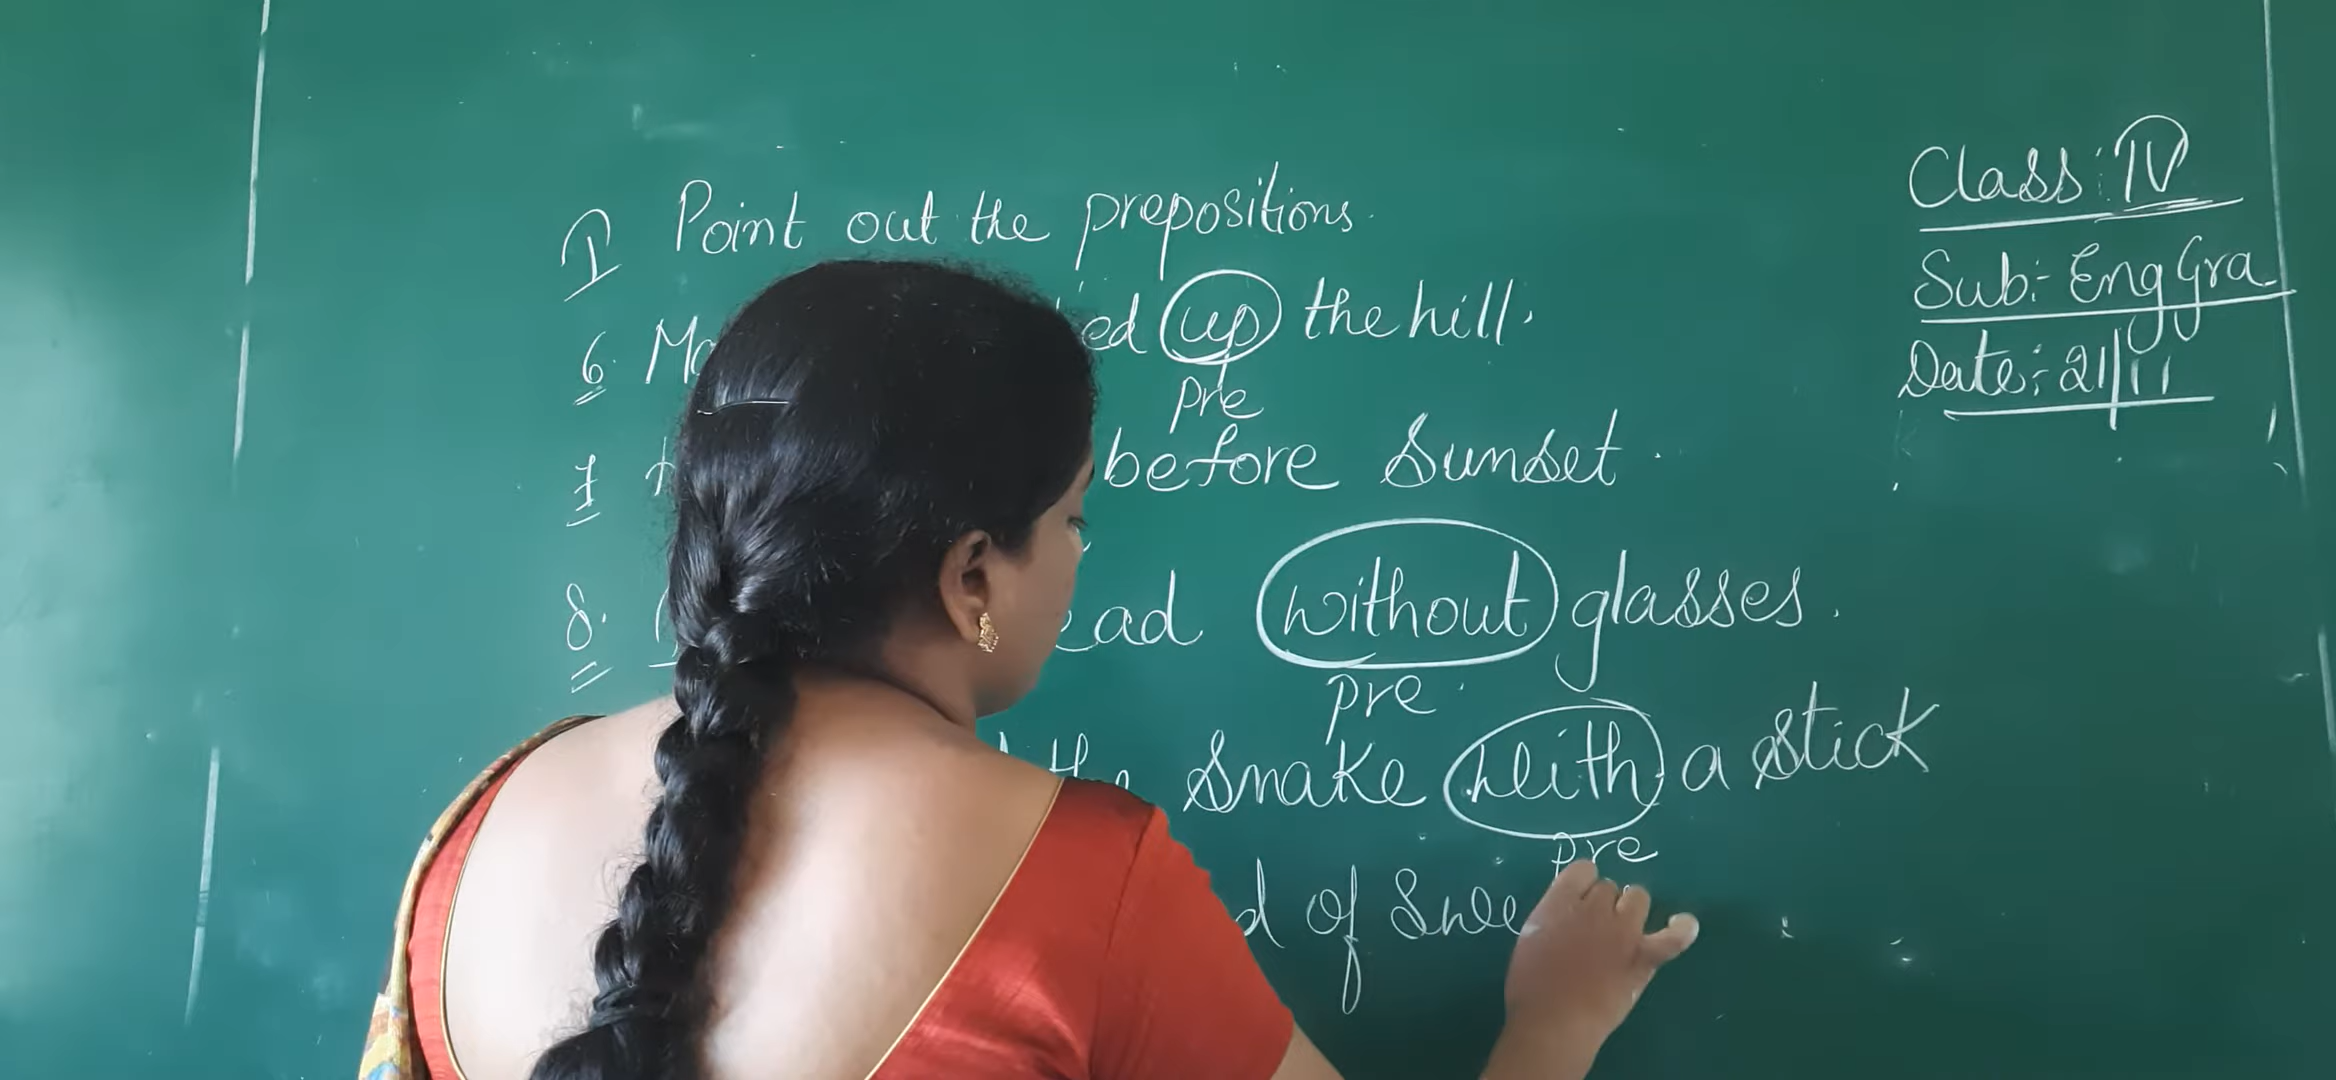 I Point out the prepositions.
6. ed up the hill.
pre
7 before sunset.
8. ead without glasses.
pre.
the snake with a stick
pre
d of swee
Class: IV
Sub:- Eng Gra
Date:- 21/11